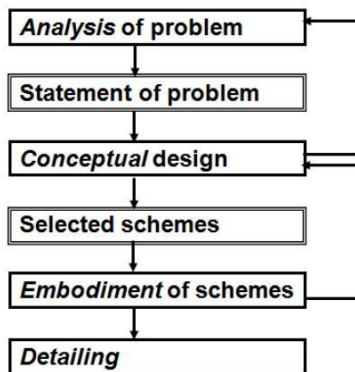 Analysis of problem
Statement of problem
Conceptual design
Selected schemes
Embodiment of schemes
Detailing